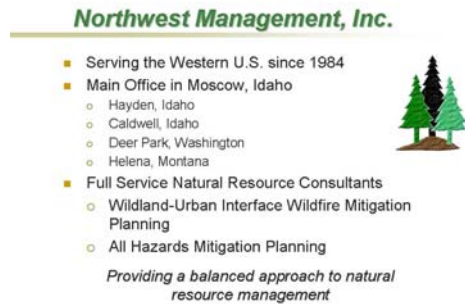 Northwest Management, Inc.
Serving the Western U.S. since 1984
Main Office in Moscow, Idaho
Hayden, Idaho
Caldwell, Idaho
Deer Park, Washington
Helena, Montana
Full Service Natural Resource Consultants
Wildland-Urban Interface Wildfire Mitigation
Planning
All Hazards Mitigation Planning
Providing a balanced approach to natural
resource management